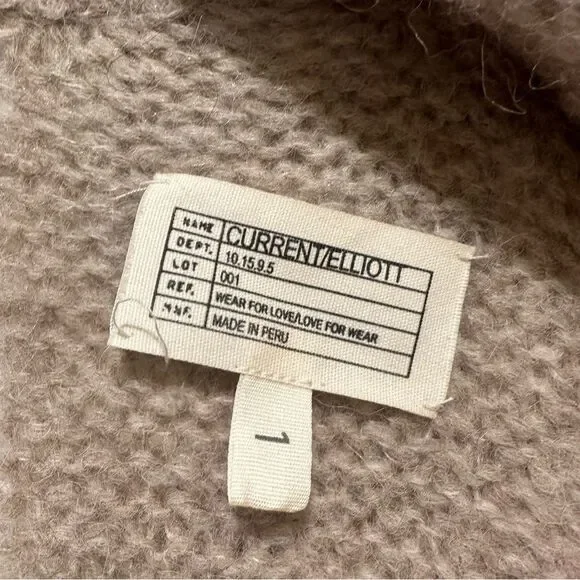 NAME CURRENT/ELLIOTT
DEPT. 10.15.9.5
LOT 001
REF. WEAR FOR LOVE/LOVE FOR WEAR
MNF. MADE IN PERU
1